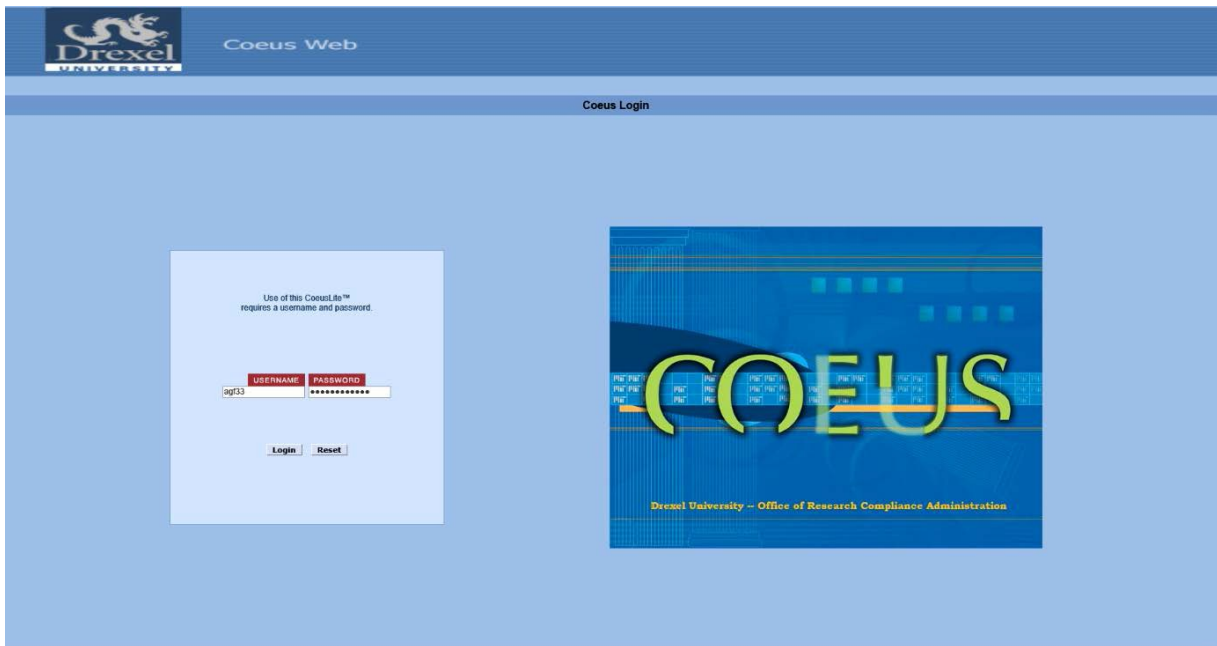 Drexel
UNIVERSITY
Coeus Web
Coeus Login
Use of this CoeusLite™
requires a username and password.
USERNAME PASSWORD
agf33 ●●●●●●●●●●●●
Login Reset
COEUS
Drexel University ~ Office of Research Compliance Administration